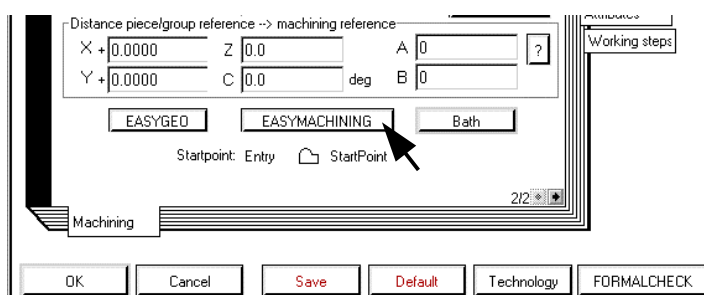 Attributes
Distance piece/group reference --> machining reference
X + 0.0000 Z 0.0 A 0 ?
Working steps
Y + 0.0000 C 0.0 deg B 0
EASYGEO EASYMACHINING Bath
Startpoint: Entry StartPoint
2/2
Machining
OK Cancel Save Default Technology FORMALCHECK